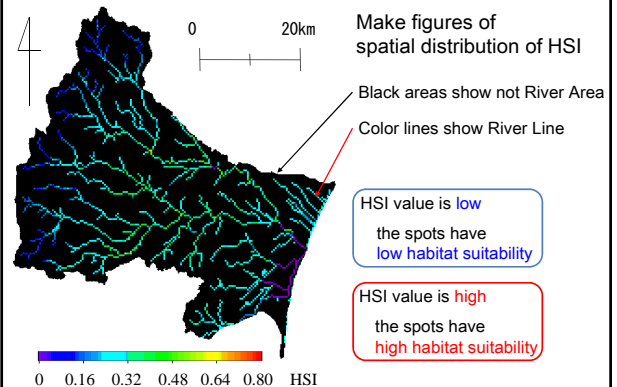 0 20km
Make figures of
spatial distribution of HSI
Black areas show not River Area
Color lines show River Line
HSI value is low
the spots have
low habitat suitability
HSI value is high
the spots have
high habitat suitability
0 0.16 0.32 0.48 0.64 0.80 HSI